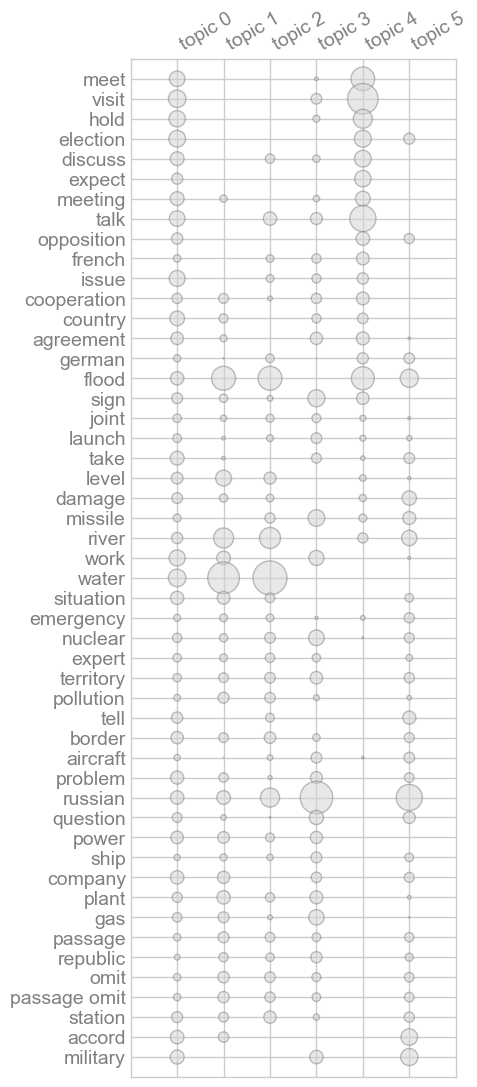 topic 0 topic 1 topic 2 topic 3 topic 4 topic 5
meet
visit
hold
election
discuss
expect
meeting
talk
opposition
french
issue
cooperation
country
agreement
german
flood
sign
joint
launch
take
level
damage
missile
river
work
water
situation
emergency
nuclear
expert
territory
pollution
tell
border
aircraft
problem
russian
question
power
ship
company
plant
gas
passage
republic
omit
passage omit
station
accord
military